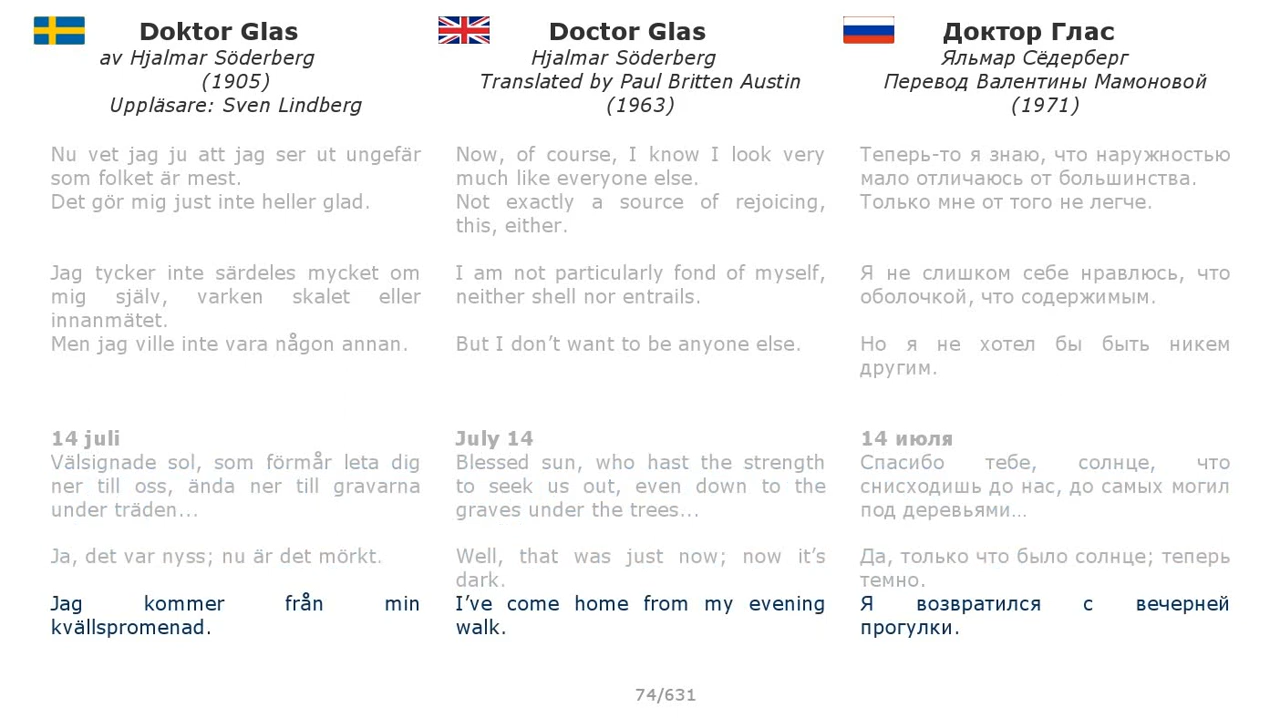 Doktor Glas
av Hjalmar Söderberg
(1905)
Uppläsare: Sven Lindberg
Nu vet jag ju att jag ser ut ungefär
som folket är mest.
Det gör mig just inte heller glad.
Jag tycker inte särdeles mycket om
mig själv, varken skalet eller
innanmätet.
Men jag ville inte vara någon annan.
14 juli
Välsignade sol, som förmår leta dig
ner till oss, ända ner till gravarna
under träden...
Ja, det var nyss; nu är det mörkt.
Jag kommer från min
kvällspromenad.
Doctor Glas
Hjalmar Söderberg
Translated by Paul Britten Austin
(1963)
Now, of course, I know I look very
much like everyone else.
Not exactly a source of rejoicing,
this, either.
I am not particularly fond of myself,
neither shell nor entrails.
But I don’t want to be anyone else.
July 14
Blessed sun, who hast the strength
to seek us out, even down to the
graves under the trees...
Well, that was just now; now it’s
dark.
I’ve come home from my evening
walk.
Доктор Глас
Яльмар Сёдерберг
Перевод Валентины Мамоновой
(1971)
Теперь-то я знаю, что наружностью
мало отличаюсь от большинства.
Только мне от того не легче.
Я не слишком себе нравлюсь, что
оболочкой, что содержимым.
Но я не хотел бы быть никем
другим.
14 июля
Спасибо тебе, солнце, что
снисходишь до нас, до самых могил
под деревьями…
Да, только что было солнце; теперь
темно.
Я возвратился с вечерней
прогулки.
74/631